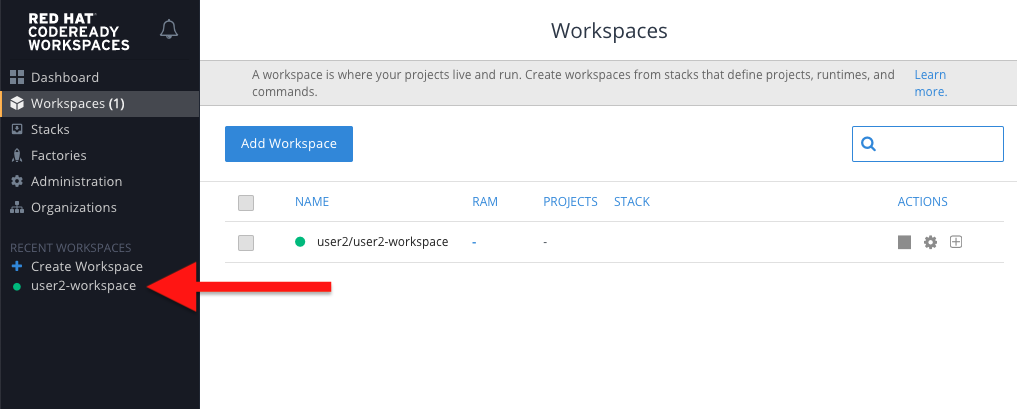 RED HAT
CODEREADY
WORKSPACES
Dashboard
Workspaces (1)
Stacks
Factories
Administration
Organizations
RECENT WORKSPACES
Create Workspace
user2-workspace
Workspaces
A workspace is where your projects live and run. Create workspaces from stacks that define projects, runtimes, and
commands.
Learn
more.
Add Workspace
NAME RAM PROJECTS STACK ACTIONS
user2/user2-workspace - -